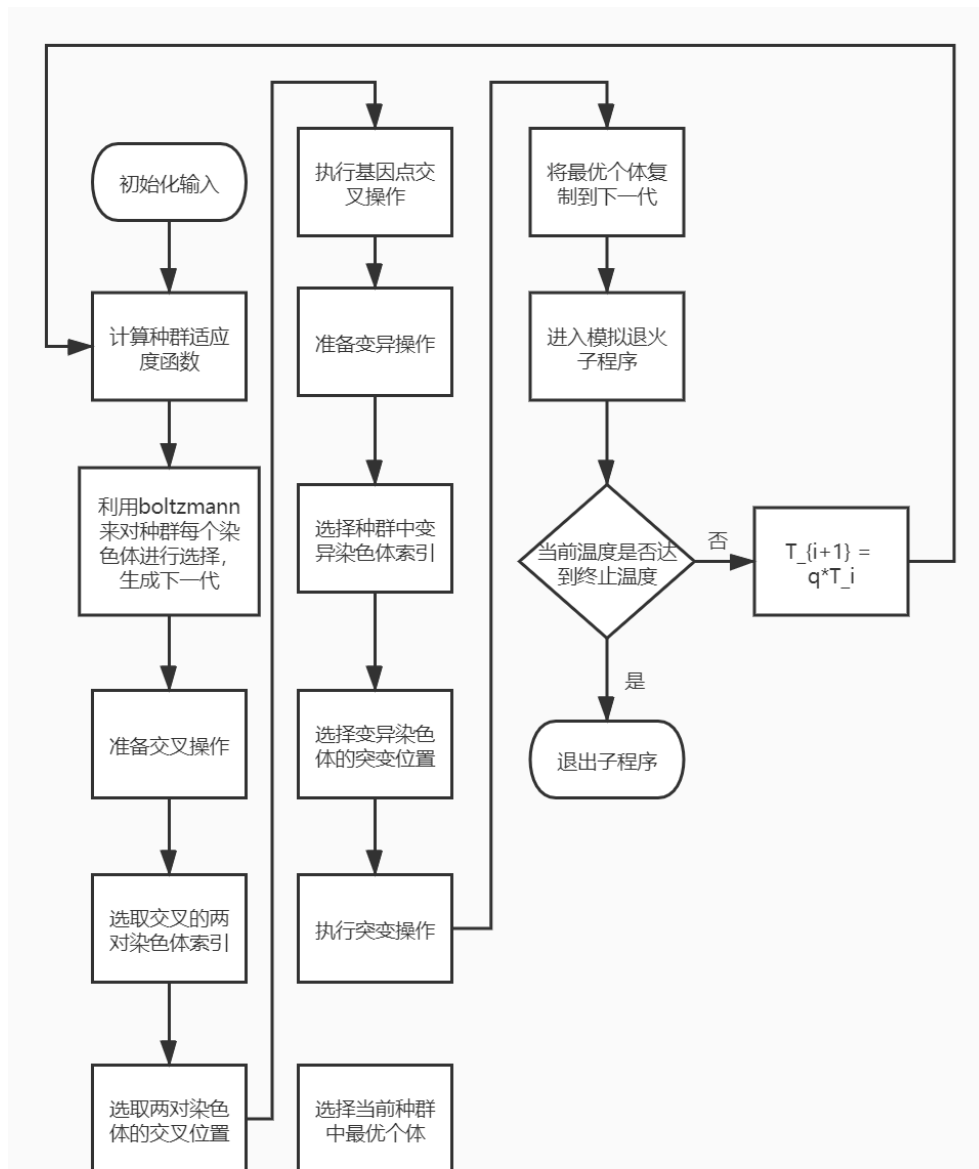 初始化输入
计算种群适应
度函数
利用boltzmann
来对种群每个染
色体进行选择，
生成下一代
准备交叉操作
选取交叉的两
对染色体索引
选取两对染色
体的交叉位置
执行基因点交
叉操作
准备变异操作
选择种群中变
异染色体索引
选择变异染色
体的突变位置
执行突变操作
选择当前种群
中最优个体
将最优个体复
制到下一代
进入模拟退火
子程序
当前温度是否达
到终止温度
否
T_{i+1} =
q*T_i
是
退出子程序